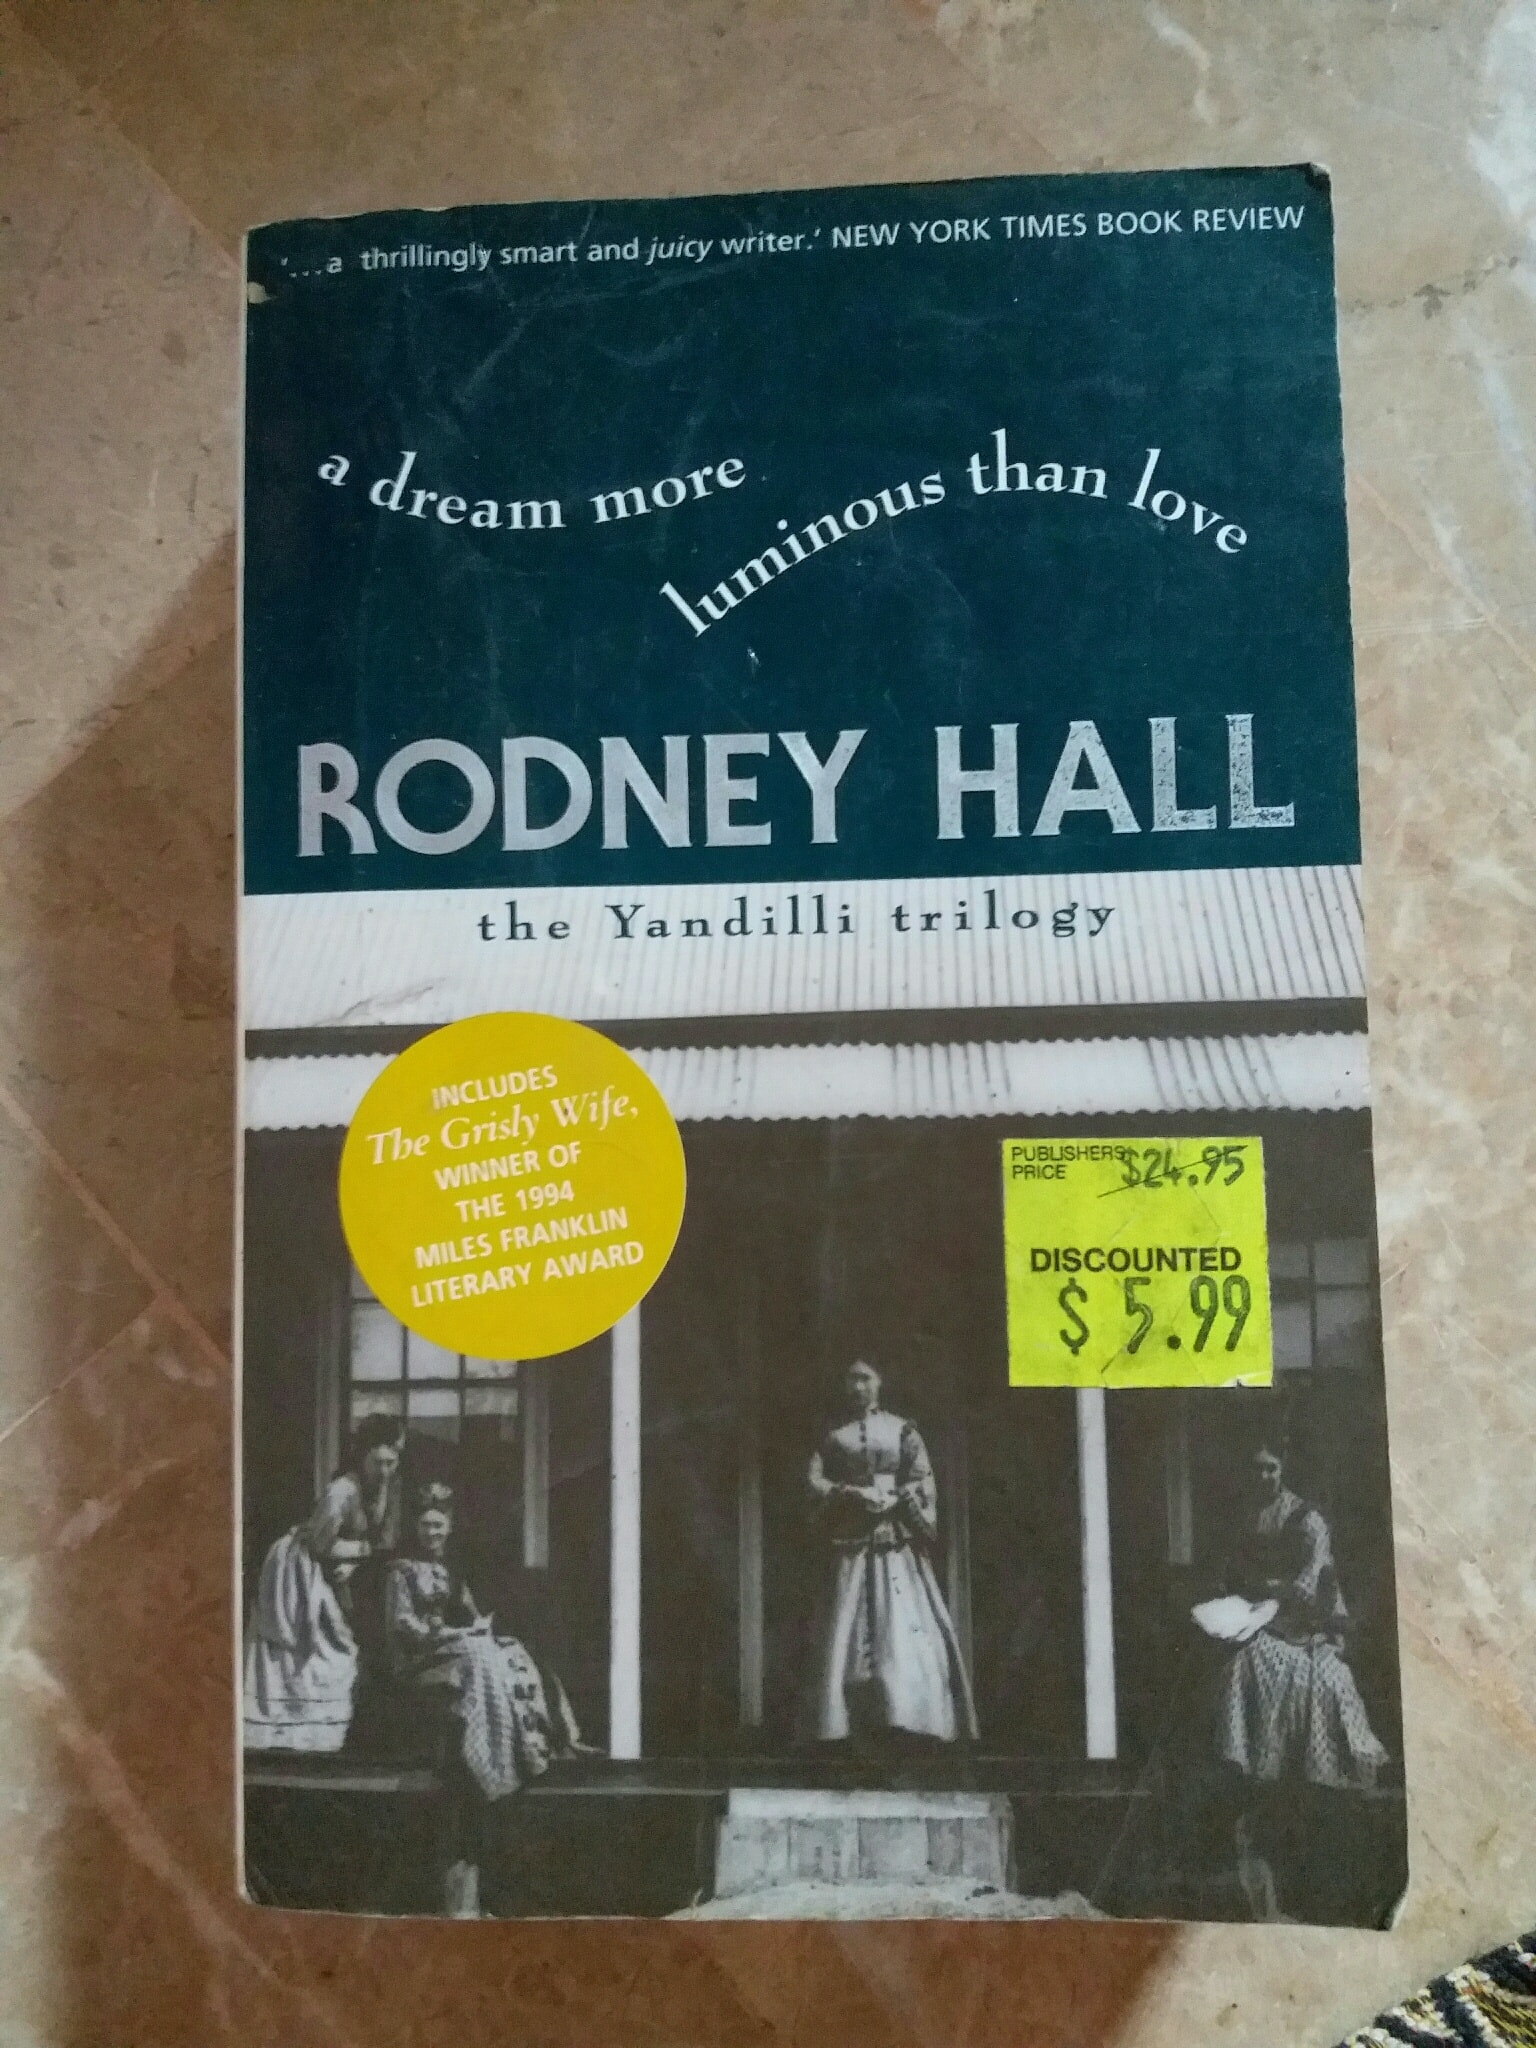 '...a thrillingly smart and juicy writer.' NEW YORK TIMES BOOK REVIEW
a dream more
luminous than love
RODNEY HALL
the Yandilli trilogy
INCLUDES
The Grisly Wife,
WINNER OF
THE 1994
MILES FRANKLIN
LITERARY AWARD
PUBLISHERS $24.95
PRICE
DISCOUNTED
$ 5.99